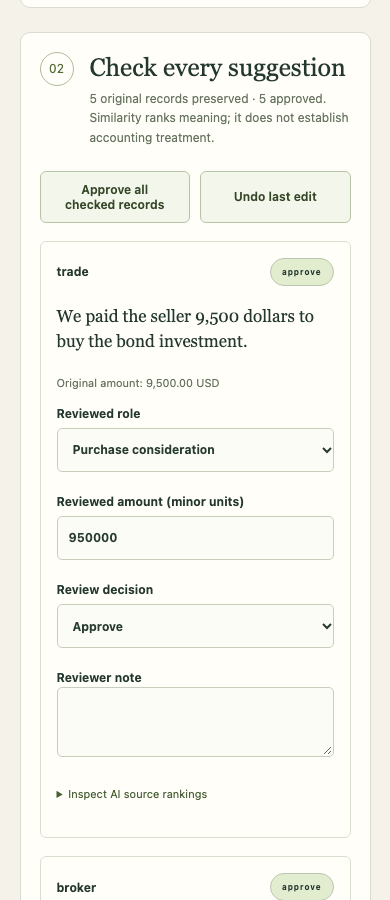 02
Check every suggestion
5 original records preserved · 5 approved.
Similarity ranks meaning; it does not establish
accounting treatment.
Approve all
checked records
Undo last edit
trade
approve
We paid the seller 9,500 dollars to
buy the bond investment.
Original amount: 9,500.00 USD
Reviewed role
Purchase consideration
Reviewed amount (minor units)
950000
Review decision
Approve
Reviewer note
Inspect AI source rankings
broker
approve